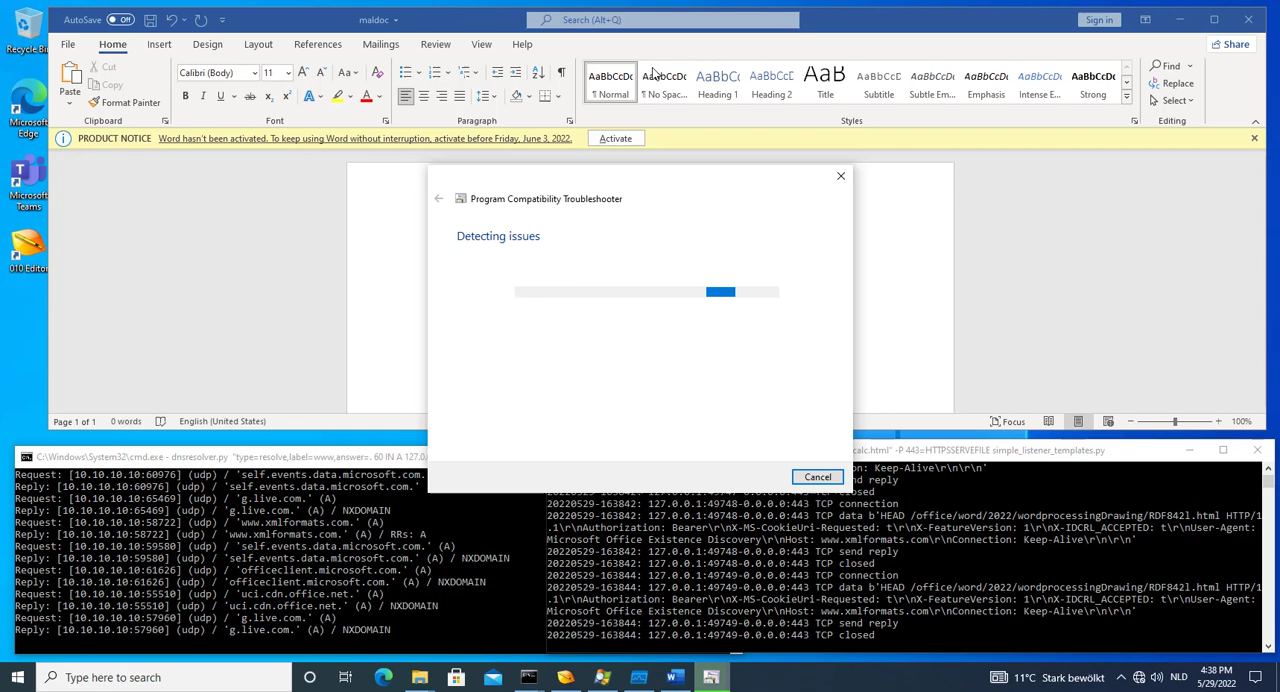 AutoSave Off
maldoc
Search (Alt+Q)
Sign in
Recycle Bin
File Home Insert Design Layout References Mailings Review View Help
Share
Paste
Cut
Copy
Format Painter
Calibri (Body) 11
AaBbCcDc AaBbCcDc AaBbCc AaBbCcD AaB AaBbCcD AaBbCcDc AaBbCcDc AaBbCcDc AaBbCcDc
¶ Normal ¶ No Spac... Heading 1 Heading 2 Title Subtitle Subtle Em... Emphasis Intense E... Strong
Find
Replace
Select
Clipboard Font Paragraph Styles Editing
Microsoft Edge
PRODUCT NOTICE Word hasn't been activated. To keep using Word without interruption, activate before Friday, June 3, 2022. Activate
Microsoft Teams
010 Editor
Program Compatibility Troubleshooter
Detecting issues
Cancel
Page 1 of 1 0 words English (United States)
Focus
100%
C:\Windows\System32\cmd.exe - dnsresolver.py "type=resolve,label=www,answer=. 60 IN A 127.0.
Request: [10.10.10.10:60976] (udp) / 'self.events.data.microsoft.com.
Reply: [10.10.10.10:60976] (udp) / 'self.events.data.microsoft.com.'
Request: [10.10.10.10:65469] (udp) / 'g.live.com.' (A)
Reply: [10.10.10.10:65469] (udp) / 'g.live.com.' (A) / NXDOMAIN
Request: [10.10.10.10:58722] (udp) / 'www.xmlformats.com.' (A)
Reply: [10.10.10.10:58722] (udp) / 'www.xmlformats.com.' (A) / RRs: A
Request: [10.10.10.10:59580] (udp) / 'self.events.data.microsoft.com.' (A)
Reply: [10.10.10.10:59580] (udp) / 'self.events.data.microsoft.com.' (A) / NXDOMAIN
Request: [10.10.10.10:61626] (udp) / 'officeclient.microsoft.com.' (A)
Reply: [10.10.10.10:61626] (udp) / 'officeclient.microsoft.com.' (A) / NXDOMAIN
Request: [10.10.10.10:55510] (udp) / 'uci.cdn.office.net.' (A)
Reply: [10.10.10.10:55510] (udp) / 'uci.cdn.office.net.' (A) / NXDOMAIN
Request: [10.10.10.10:57960] (udp) / 'g.live.com.' (A)
Reply: [10.10.10.10:57960] (udp) / 'g.live.com.' (A) / NXDOMAIN
calc.html" -P 443=HTTPSSERVEFILE simple_listener_templates.py
ction: Keep-Alive\r\n\r\n'
send reply
closed
20220529-163842: 127.0.0.1:49748-0.0.0.0:443 TCP connection
20220529-163842: 127.0.0.1:49748-0.0.0.0:443 TCP data b'HEAD /office/word/2022/wordprocessingDrawing/RDF842l.html HTTP/1
.1\r\nAuthorization: Bearer\r\nX-MS-CookieUri-Requested: t\r\nX-FeatureVersion: 1\r\nX-IDCRL_ACCEPTED: t\r\nUser-Agent:
Microsoft Office Existence Discovery\r\nHost: www.xmlformats.com\r\nConnection: Keep-Alive\r\n\r\n'
20220529-163842: 127.0.0.1:49748-0.0.0.0:443 TCP send reply
20220529-163842: 127.0.0.1:49748-0.0.0.0:443 TCP closed
20220529-163844: 127.0.0.1:49749-0.0.0.0:443 TCP connection
20220529-163844: 127.0.0.1:49749-0.0.0.0:443 TCP data b'HEAD /office/word/2022/wordprocessingDrawing/RDF842l.html HTTP/1
.1\r\nAuthorization: Bearer\r\nX-MS-CookieUri-Requested: t\r\nX-FeatureVersion: 1\r\nX-IDCRL_ACCEPTED: t\r\nUser-Agent:
Microsoft Office Existence Discovery\r\nHost: www.xmlformats.com\r\nConnection: Keep-Alive\r\n\r\n'
20220529-163844: 127.0.0.1:49749-0.0.0.0:443 TCP send reply
20220529-163844: 127.0.0.1:49749-0.0.0.0:443 TCP closed
Type here to search
11°C Stark bewölkt
NLD
4:38 PM
5/29/2022